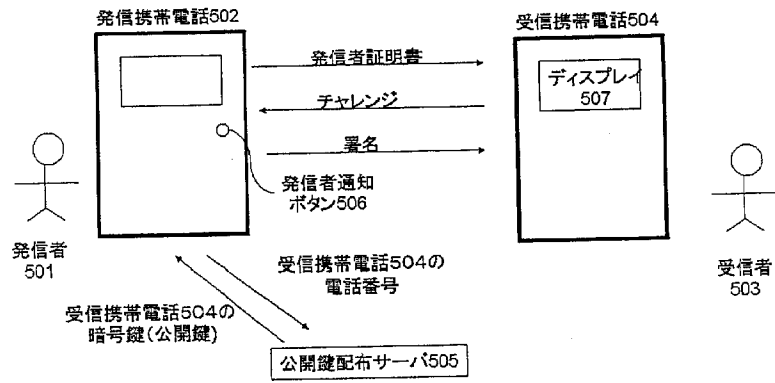 発信携帯電話502
受信携帯電話504
発信者証明書
ディスプレイ
507
チャレンジ
署名
発信者通知
ボタン506
発信者
501
受信者
503
受信携帯電話504の
電話番号
受信携帯電話504の
暗号鍵(公開鍵)
公開鍵配布サーバ505